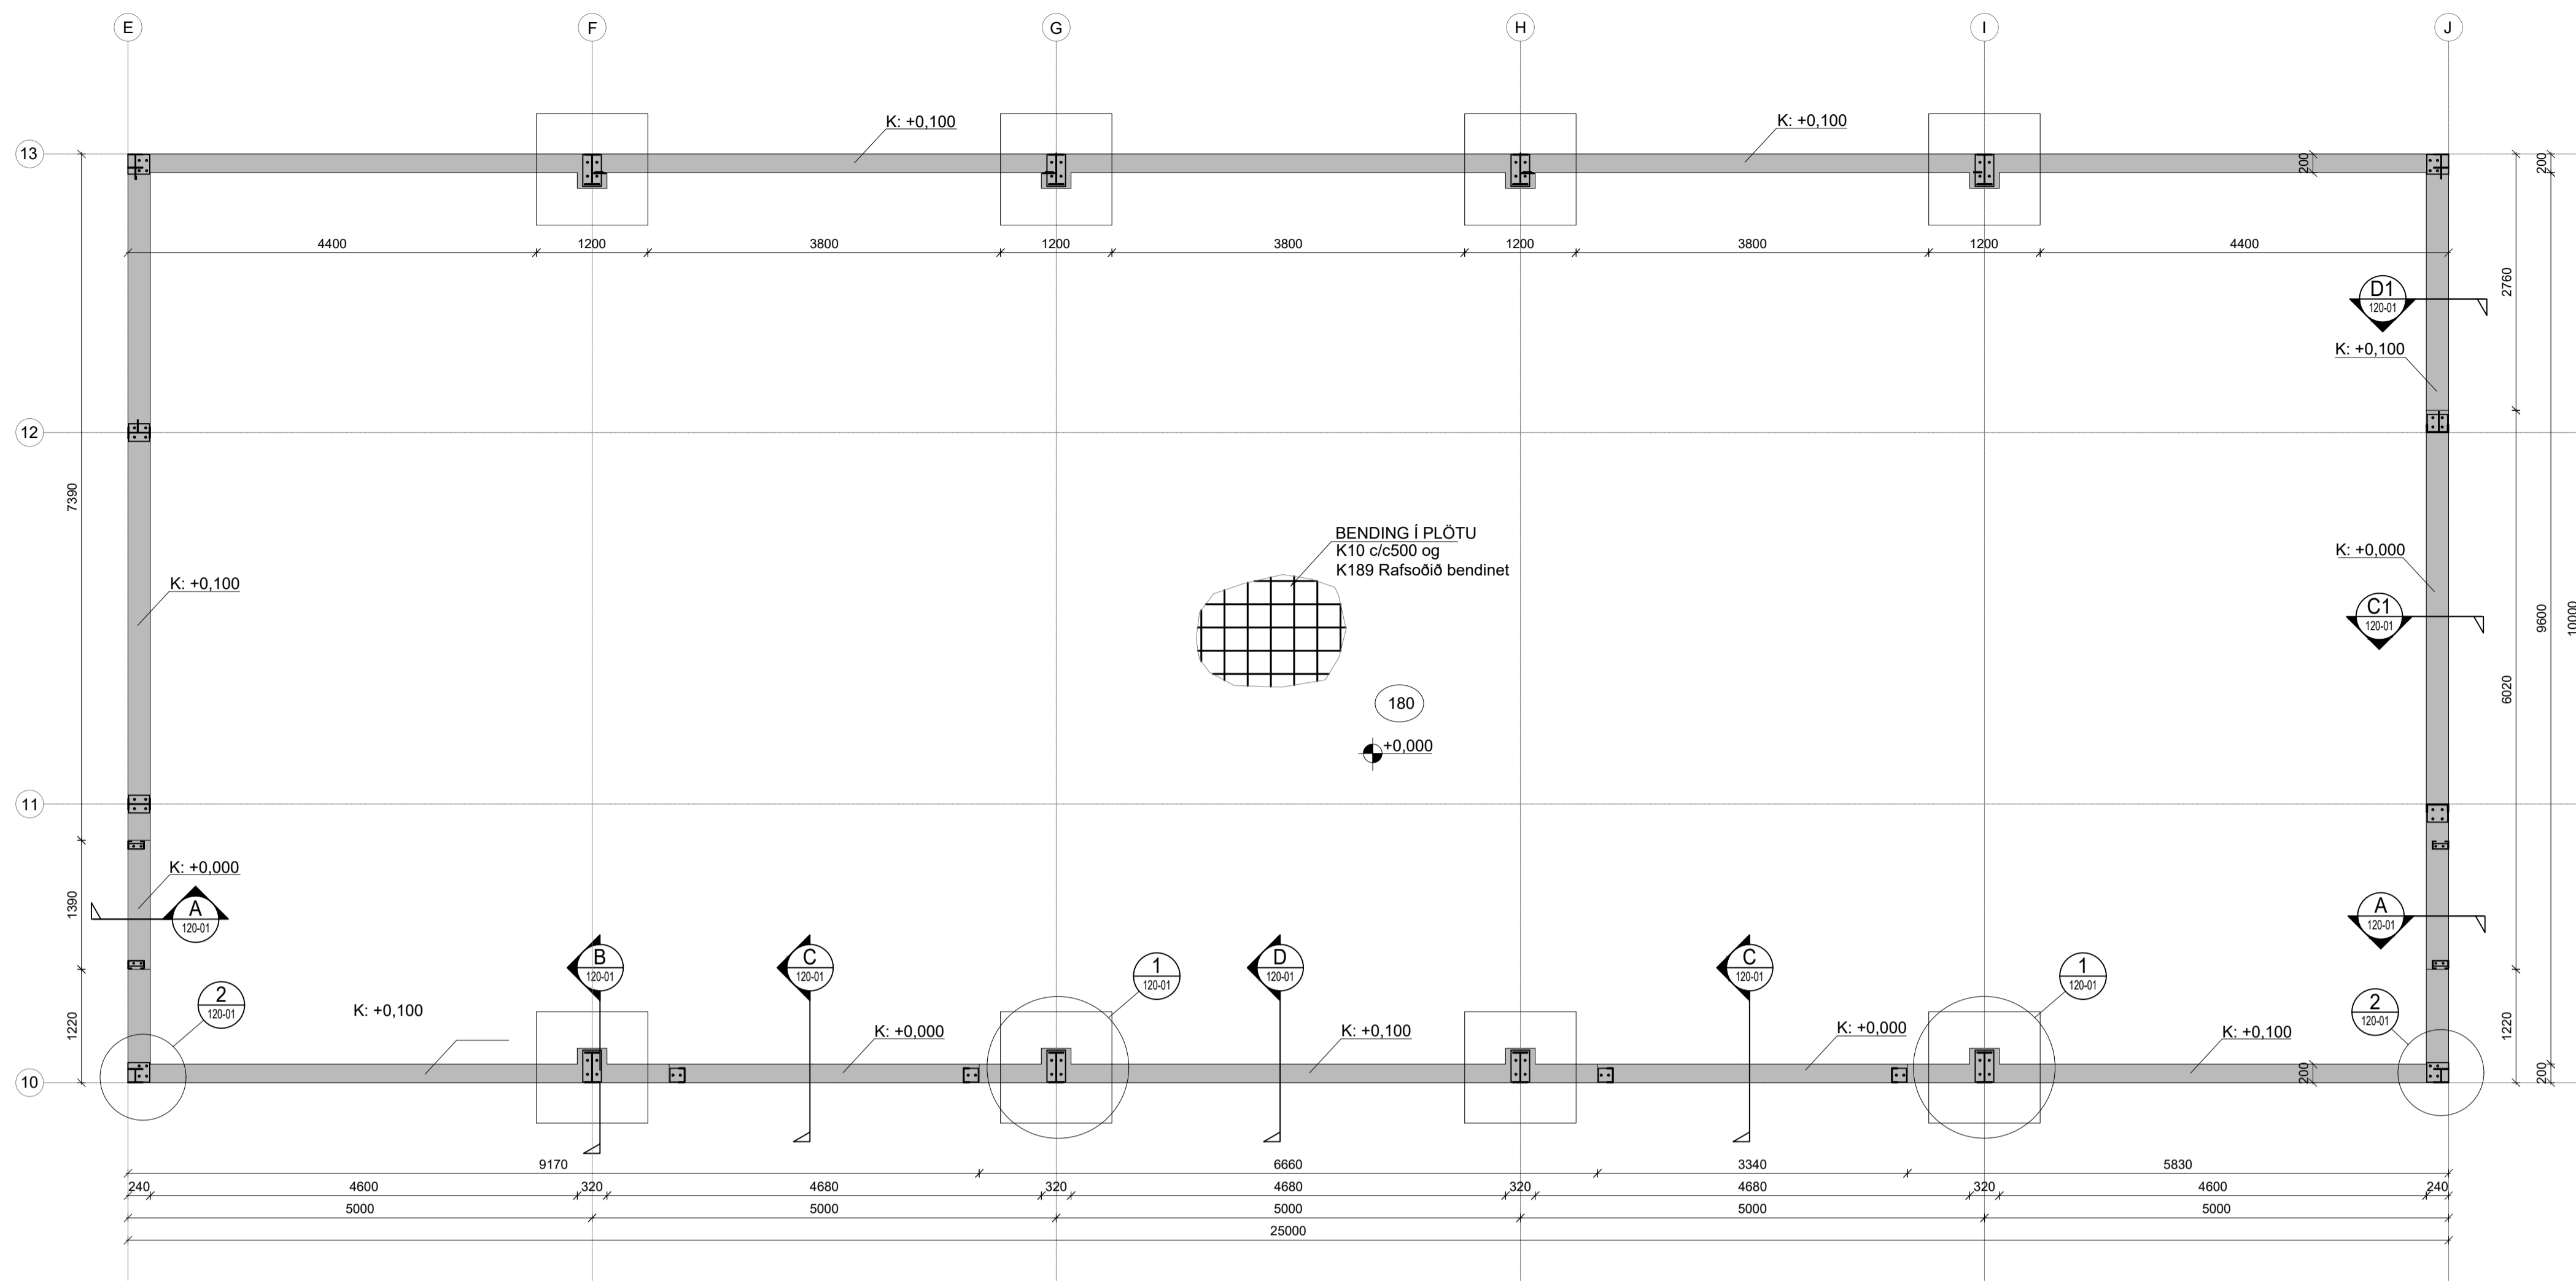 E F G H I J
K: +0,100 K: +0,100
13
200 200
4400 1200 3800 1200 3800 1200 3800 1200 4400
2760
D1
120-01
K: +0,100
12
7390
BENDING Í PLÖTU
K10 c/c500 og
K189 Rafsoðið bendinet
K: +0,000
K: +0,100
C1
120-01
9600 10000
6020
180
+0,000
11
K: +0,000
1390
A
120-01
A
120-01
B
120-01
C
120-01
D
120-01
C
120-01
1
120-01
1
120-01
2
120-01
2
120-01
K: +0,100
1220 1220
K: +0,000 K: +0,100 K: +0,000 K: +0,100
10
200 200
9170 6660 3340 5830
240 4600 320 4680 320 4680 320 4680 320 4600 240
5000 5000 5000 5000 5000
25000